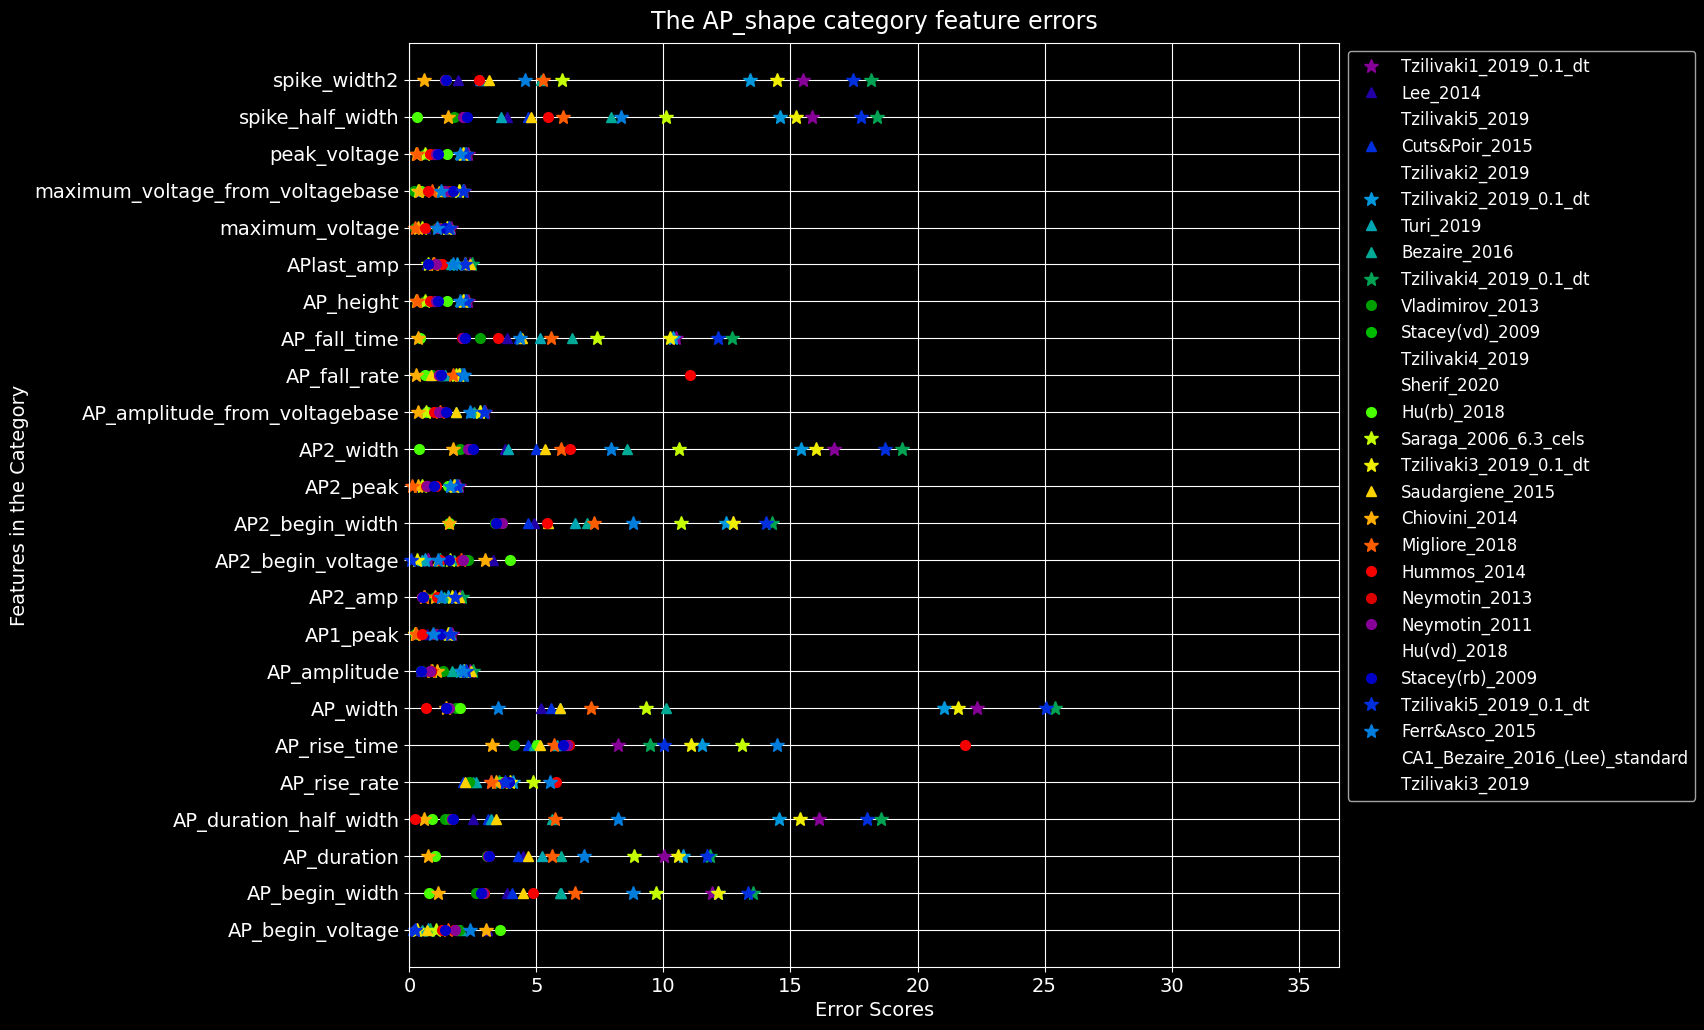 The AP_shape category feature errors
spike_width2
spike_half_width
peak_voltage
maximum_voltage_from_voltagebase
maximum_voltage
APlast_amp
AP_height
AP_fall_time
AP_fall_rate
AP_amplitude_from_voltagebase
AP2_width
AP2_peak
AP2_begin_width
AP2_begin_voltage
AP2_amp
AP1_peak
AP_amplitude
AP_width
AP_rise_time
AP_rise_rate
AP_duration_half_width
AP_duration
AP_begin_width
AP_begin_voltage
Features in the Category
0 5 10 15 20 25 30 35
Error Scores
Tzilivaki1_2019_0.1_dt
Lee_2014
Tzilivaki5_2019
Cuts&Poir_2015
Tzilivaki2_2019
Tzilivaki2_2019_0.1_dt
Turi_2019
Bezaire_2016
Tzilivaki4_2019_0.1_dt
Vladimirov_2013
Stacey(vd)_2009
Tzilivaki4_2019
Sherif_2020
Hu(rb)_2018
Saraga_2006_6.3_cels
Tzilivaki3_2019_0.1_dt
Saudargiene_2015
Chiovini_2014
Migliore_2018
Hummos_2014
Neymotin_2013
Neymotin_2011
Hu(vd)_2018
Stacey(rb)_2009
Tzilivaki5_2019_0.1_dt
Ferr&Asco_2015
CA1_Bezaire_2016_(Lee)_standard
Tzilivaki3_2019